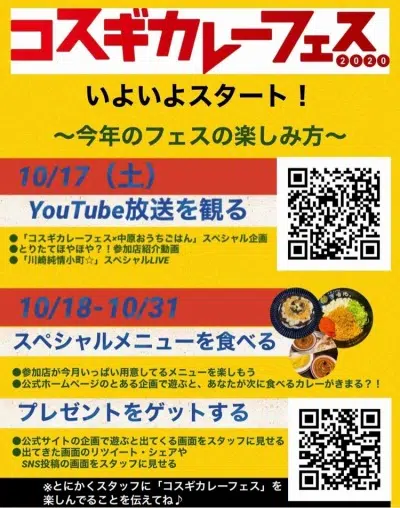 コスギカレーフェス
2020
いよいよスタート！
〜今年のフェスの楽しみ方〜
10/17（土）
YouTube放送を観る
●「コスギカレーフェス×中原おうちごはん」スペシャル企画
●とりたてほやほや？！参加店紹介動画
●「川崎純情小町☆」スペシャルLIVE
10/18-10/31
スペシャルメニューを食べる
●参加店が今月いっぱい用意してるメニューを楽しもう
●公式ホームページのとある企画で遊ぶと、あなたが次に食べるカレーがきまる？！
プレゼントをゲットする
●公式サイトの企画で遊ぶと出てくる画面をスタッフに見せる
●出てきた画面のリツイート・シェアや
SNS投稿の画面をスタッフに見せる
※とにかくスタッフに「コスギカレーフェス」を
楽しんでることを伝えてね♪